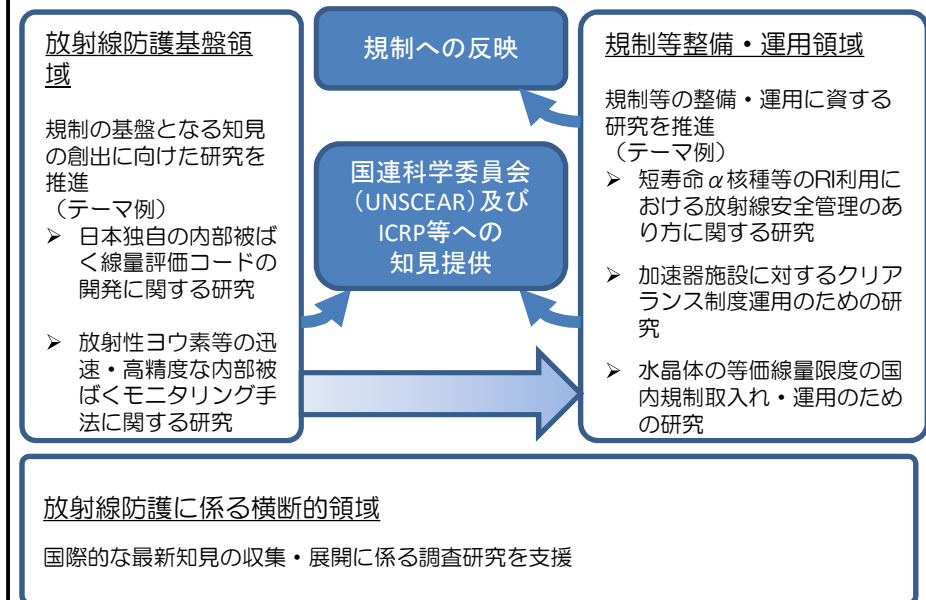 放射線防護基盤領
域
規制の基盤となる知見
の創出に向けた研究を
推進
（テーマ例）
➢ 日本独自の内部被ば
く線量評価コードの
開発に関する研究
➢ 放射性ヨウ素等の迅
速・高精度な内部被
ばくモニタリング手
法に関する研究
規制への反映
国連科学委員会
（UNSCEAR）及び
ICRP等への
知見提供
規制等整備・運用領域
規制等の整備・運用に資する
研究を推進
（テーマ例）
➢ 短寿命α核種等のRI利用に
おける放射線安全管理のあ
り方に関する研究
➢ 加速器施設に対するクリア
ランス制度運用のための研
究
➢ 水晶体の等価線量限度の国
内規制取入れ・運用のため
の研究
放射線防護に係る横断的領域
国際的な最新知見の収集・展開に係る調査研究を支援